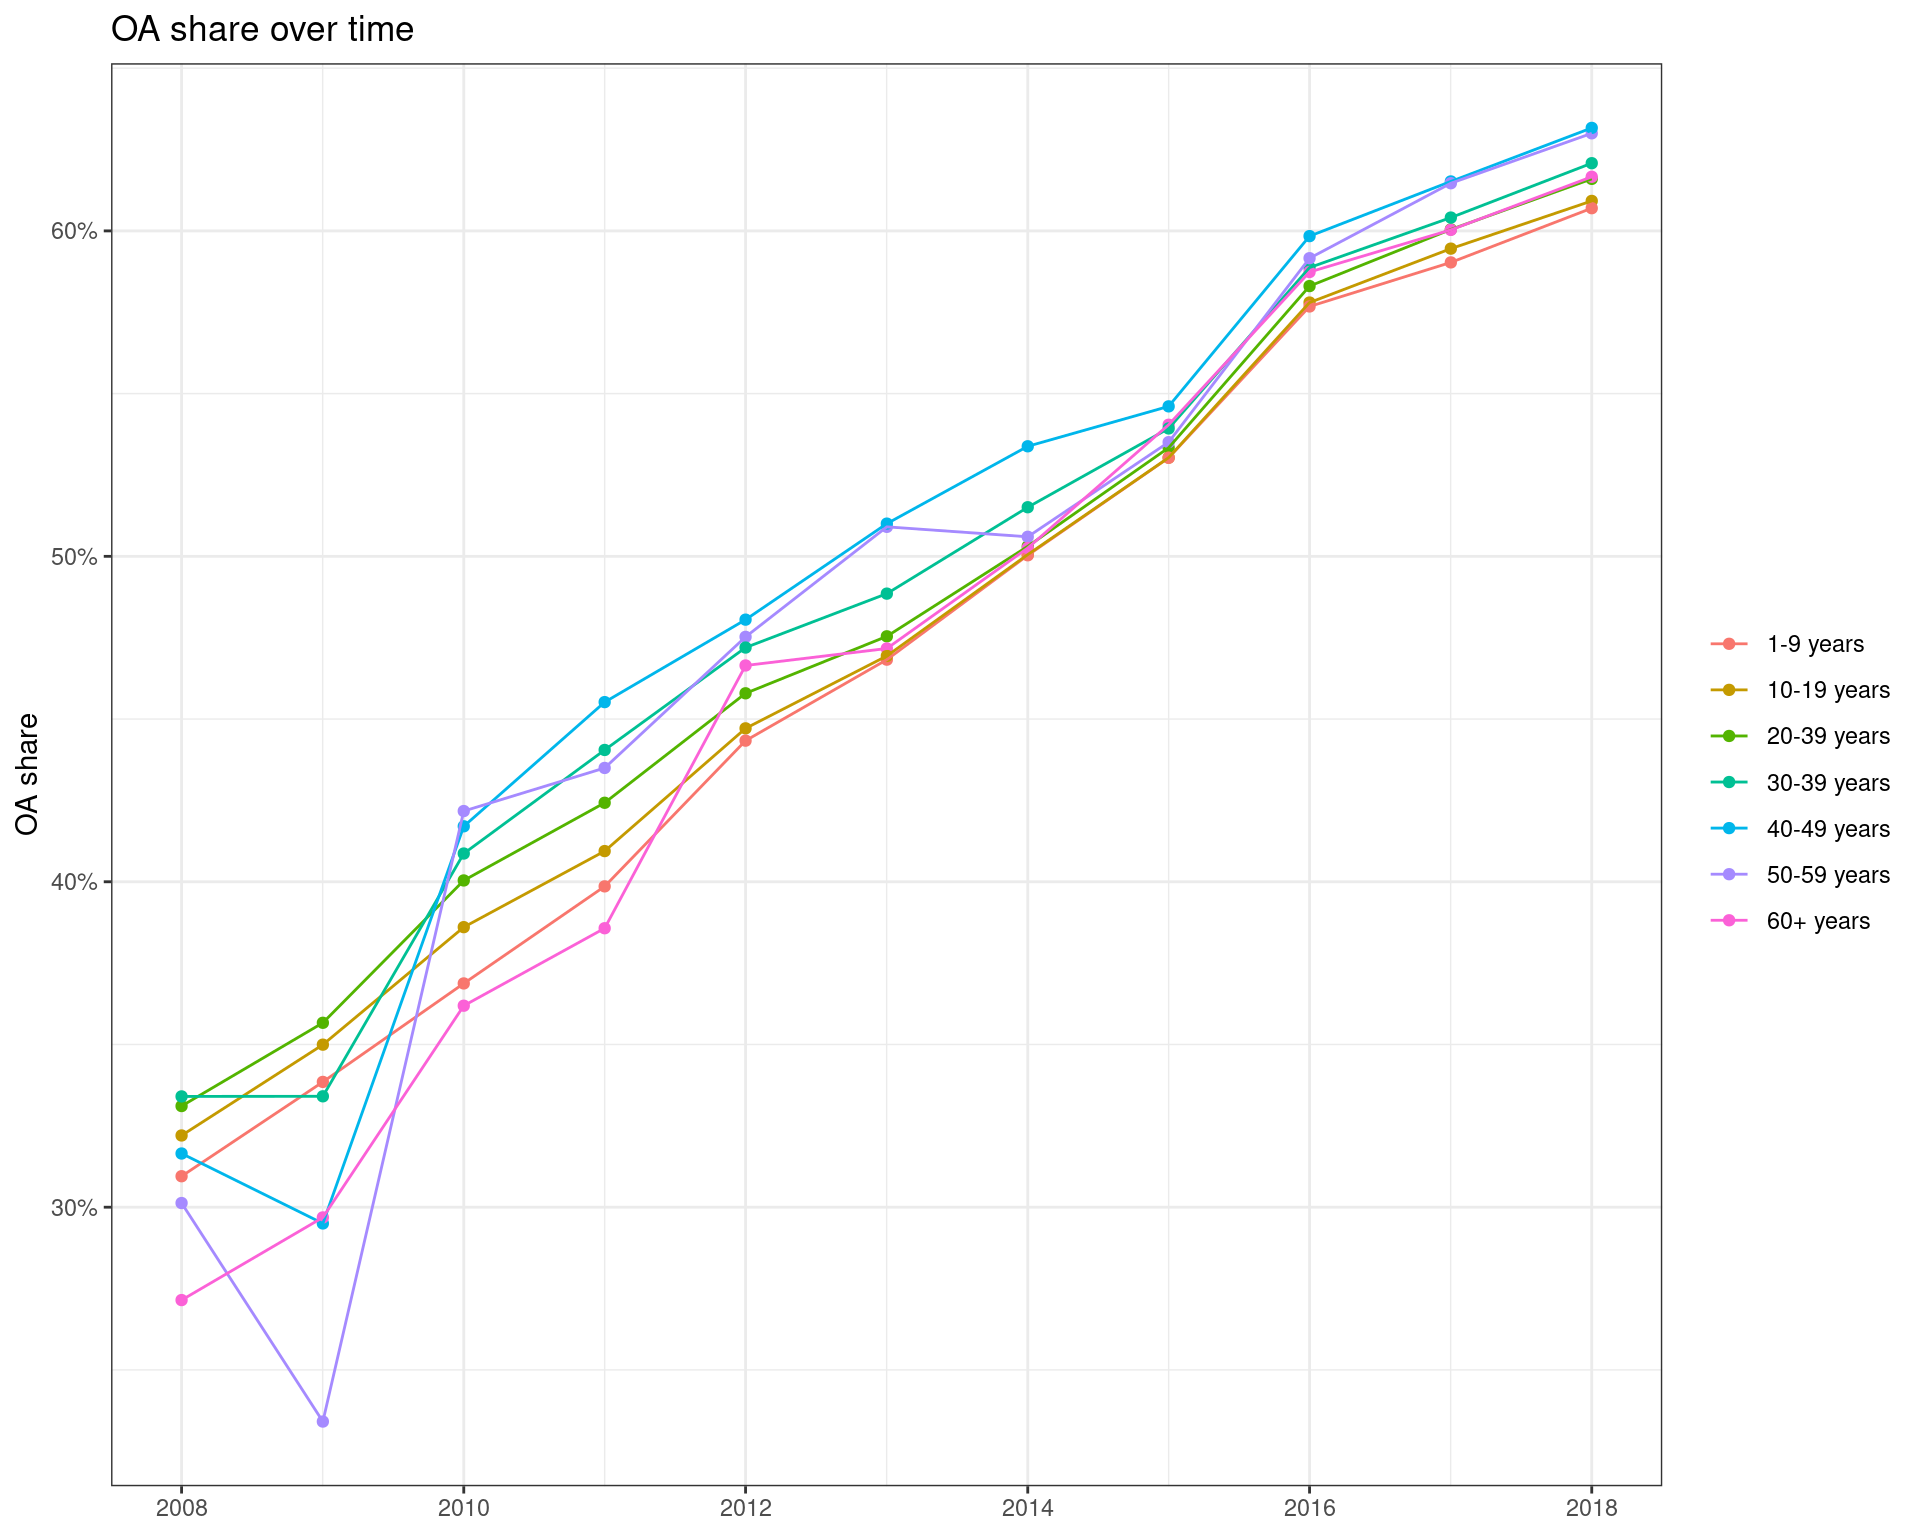 OA share over time
OA share
60%
50%
40%
30%
2008
2010
2012
2014
2016
2018
1-9 years
10-19 years
20-39 years
30-39 years
40-49 years
50-59 years
60+ years